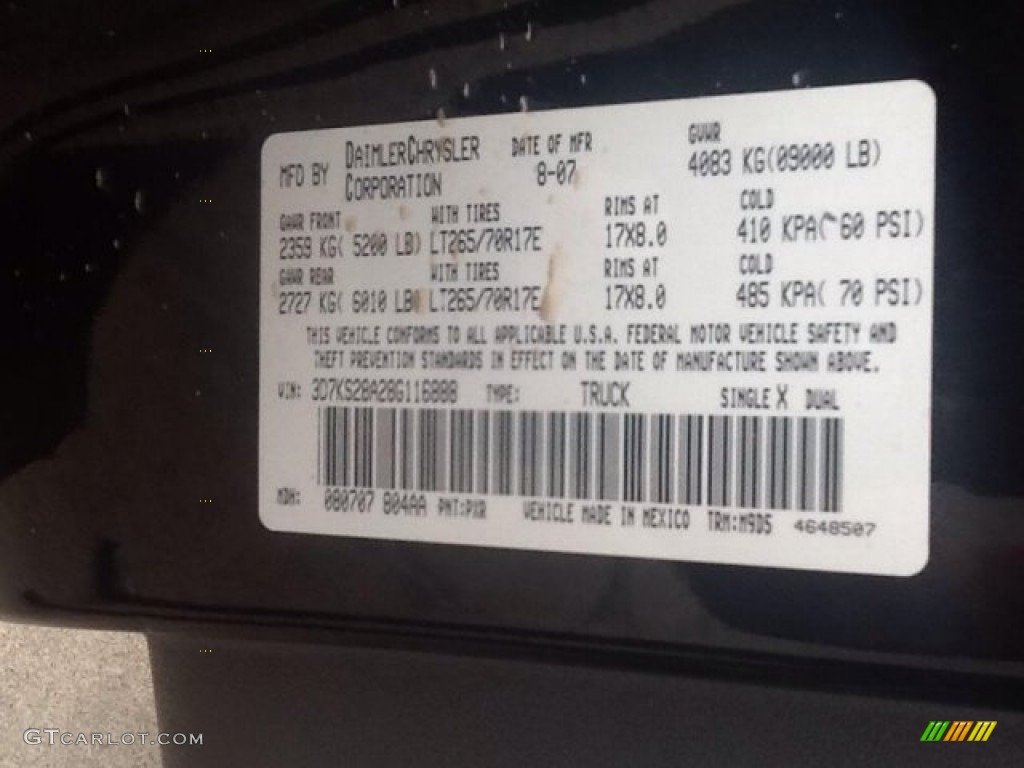 MFD BY DAIMLERCHRYSLER CORPORATION DATE OF MFR 8-07 GVWR 4083 KG(09000 LB)
GAWR FRONT WITH TIRES RIMS AT COLD
2359 KG( 5200 LB) LT265/70R17E 17X8.0 410 KPA( 60 PSI)
GAWR REAR WITH TIRES RIMS AT COLD
2727 KG( 6010 LB) LT265/70R17E 17X8.0 485 KPA( 70 PSI)
THIS VEHICLE CONFORMS TO ALL APPLICABLE U.S.A. FEDERAL MOTOR VEHICLE SAFETY AND
THEFT PREVENTION STANDARDS IN EFFECT ON THE DATE OF MANUFACTURE SHOWN ABOVE.
VIN: 3D7KS28A28G116888 TYPE: TRUCK SINGLE X DUAL
MDH: 080707 804AA PNT:PXR VEHICLE MADE IN MEXICO TRM:M9D5 4648507
GTCARLOT.COM